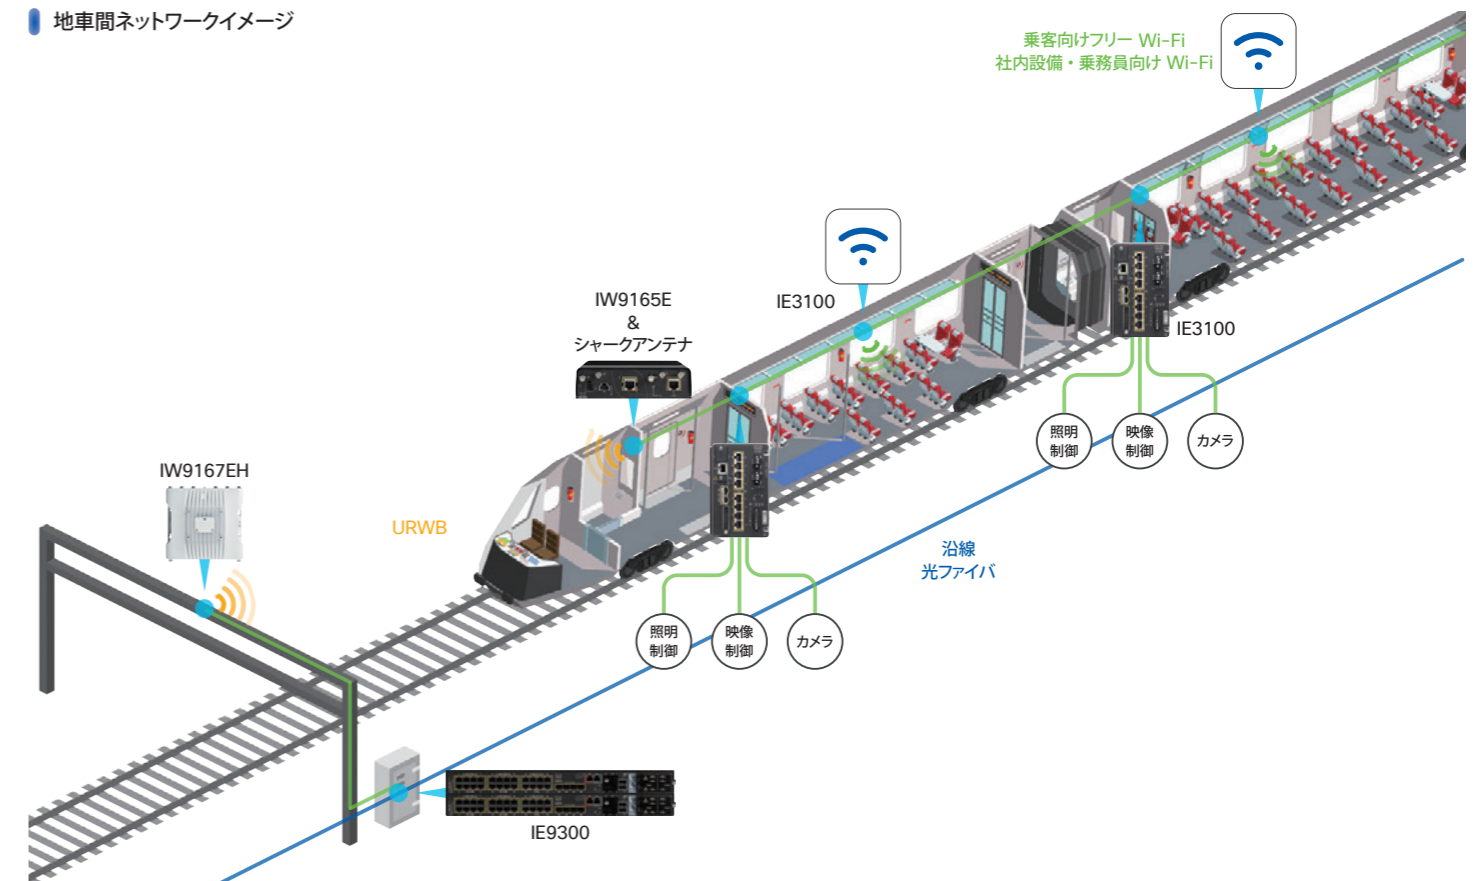 地車間ネットワークイメージ
乗客向けフリー Wi-Fi
社内設備・乗務員向け Wi-Fi
IW9165E
&
シャークアンテナ
IE3100
IE3100
照明
制御
映像
制御
カメラ
IW9167EH
URWB
沿線
光ファイバ
照明
制御
映像
制御
カメラ
IE9300